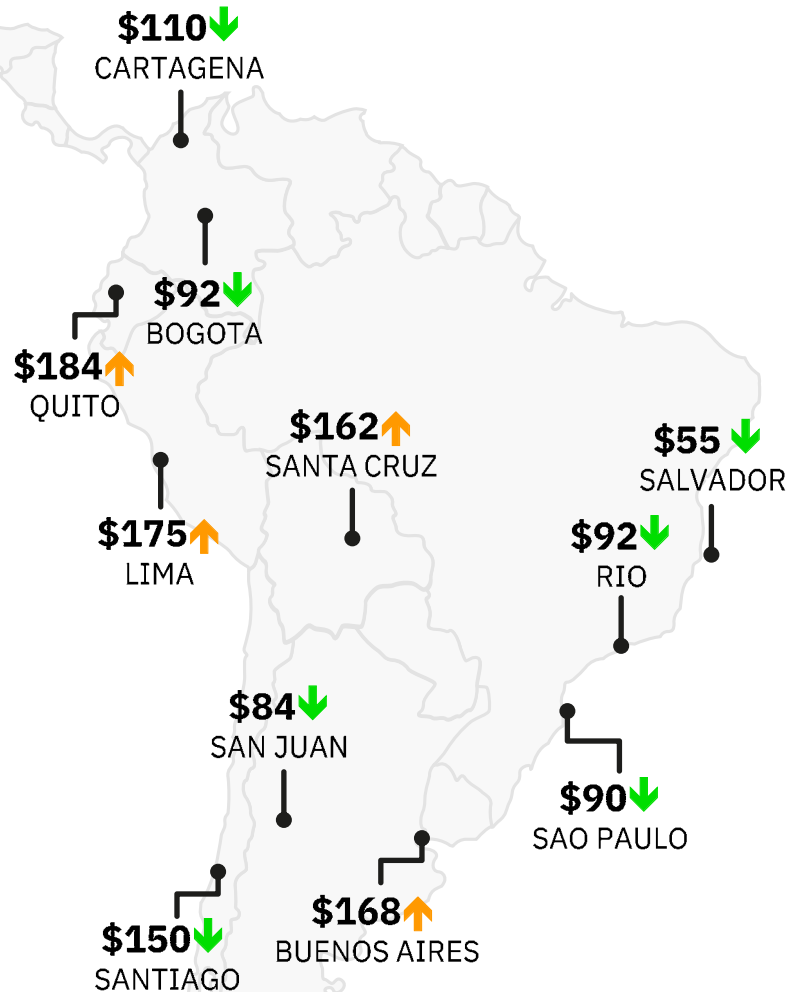 $110
CARTAGENA
$92
BOGOTA
$184
QUITO
$162
SANTA CRUZ
$55
SALVADOR
$175
LIMA
$92
RIO
$84
SAN JUAN
$90
SAO PAULO
$168
BUENOS AIRES
$150
SANTIAGO